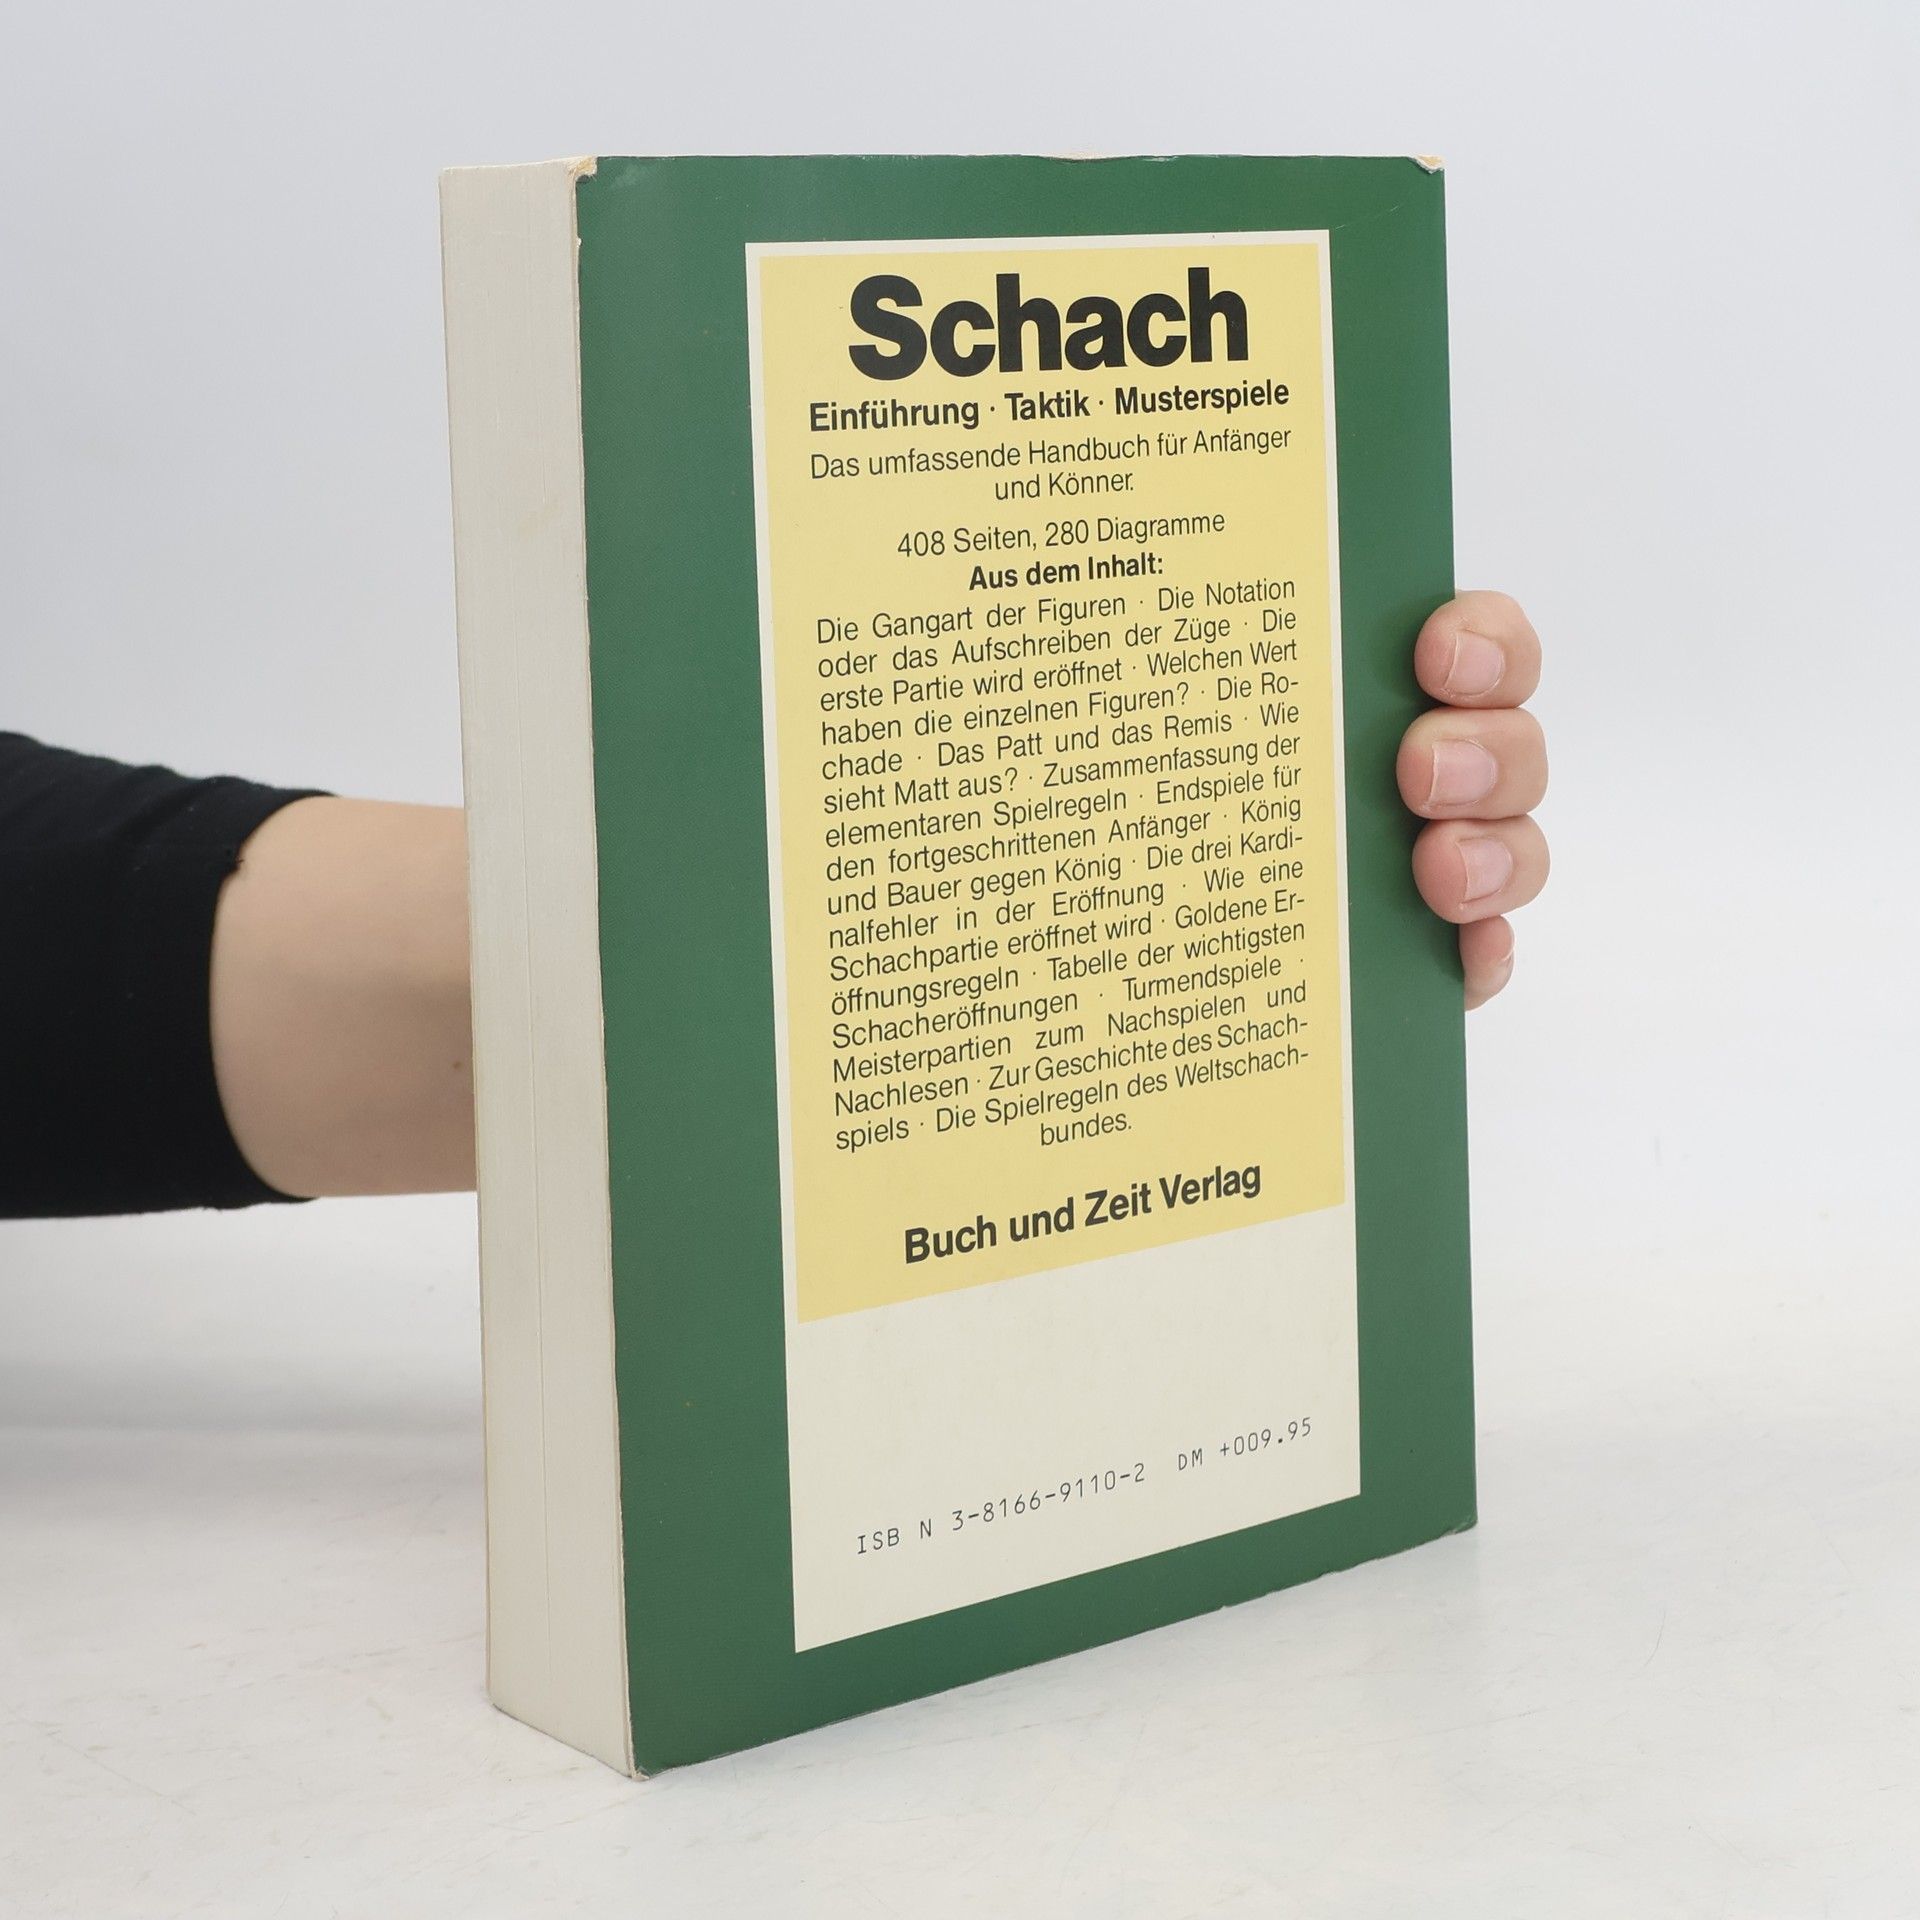 Schach
Einführung · Taktik · Musterspiele
Das umfassende Handbuch für Anfänger
und Könner.
408 Seiten, 280 Diagramme
Aus dem Inhalt:
Die Gangart der Figuren · Die Notation
oder das Aufschreiben der Züge · Die
erste Partie wird eröffnet · Welchen Wert
haben die einzelnen Figuren? · Die Ro-
chade · Das Patt und das Remis · Wie
sieht Matt aus? · Zusammenfassung der
elementaren Spielregeln · Endspiele für
den fortgeschrittenen Anfänger · König
und Bauer gegen König · Die drei Kardi-
nalfehler in der Eröffnung · Wie eine
Schachpartie eröffnet wird · Goldene Er-
öffnungsregeln · Tabelle der wichtigsten
Schacheröffnungen · Turmendspiele ·
Meisterpartien zum Nachspielen und
Nachlesen · Zur Geschichte des Schach-
spiels · Die Spielregeln des Weltschach-
bundes.
Buch und Zeit Verlag
ISB N 3-8166-9110-2 DM +009.95